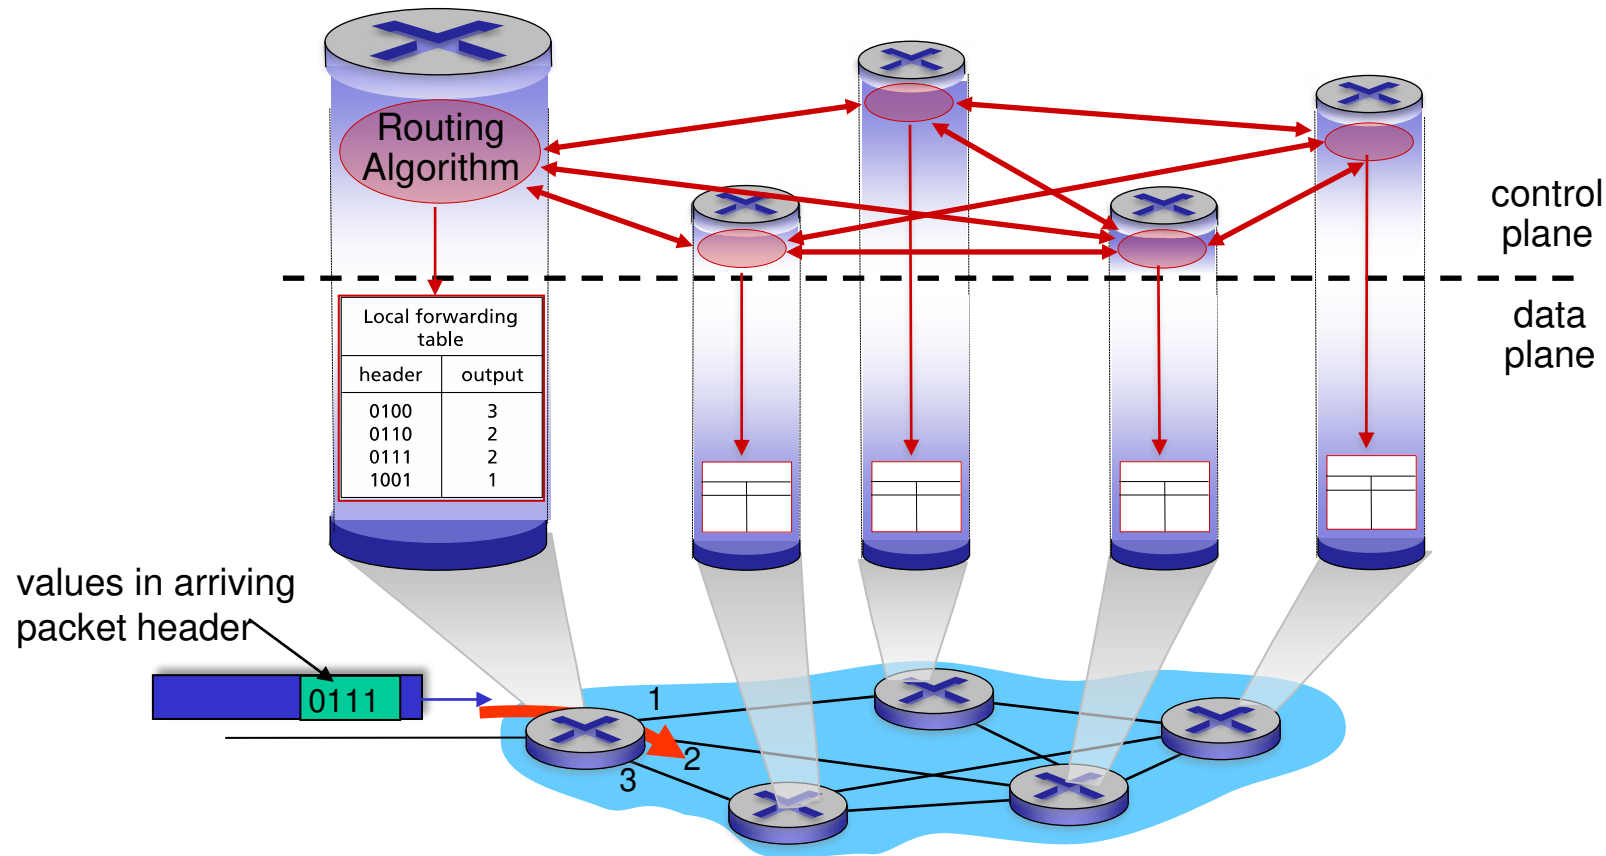 Routing
Algorithm
control
plane
data
plane
Local forwarding
table
header output
0100 3
0110 2
0111 2
1001 1
values in arriving
packet header
0111
1
2
3